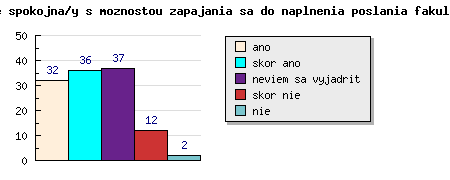 spokojna/y s moznostou zapajania sa do naplnenia poslania fakul
50
40
30
20
10
0
32
36
37
12
2
ano
skor ano
neviem sa vyjadrit
skor nie
nie